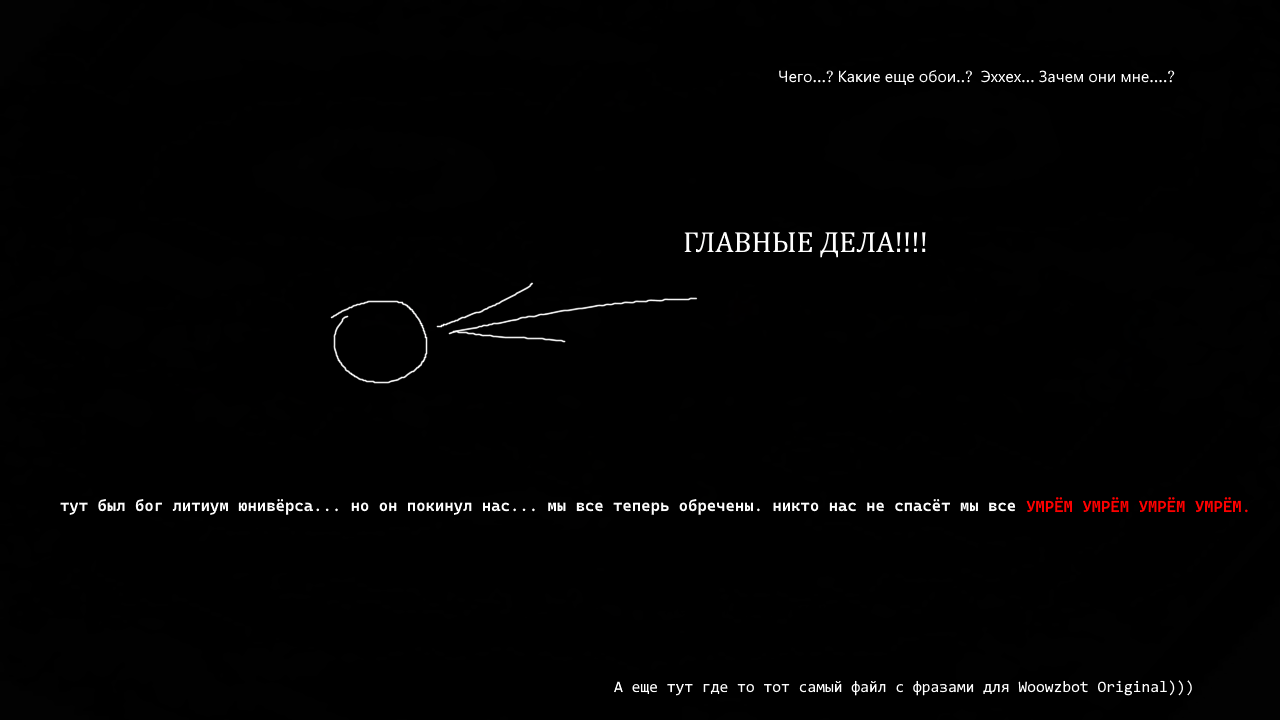 Чего...? Какие еще обои..? Эххех... Зачем они мне....?
ГЛАВНЫЕ ДЕЛА!!!!
тут был бог литиум юнивёрса... но он покинул нас... мы все теперь обречены. никто нас не спасёт мы все УМРЁМ УМРЁМ УМРЁМ УМРЁМ.
А еще тут где то тот самый файл с фразами для Woowzbot Original)))